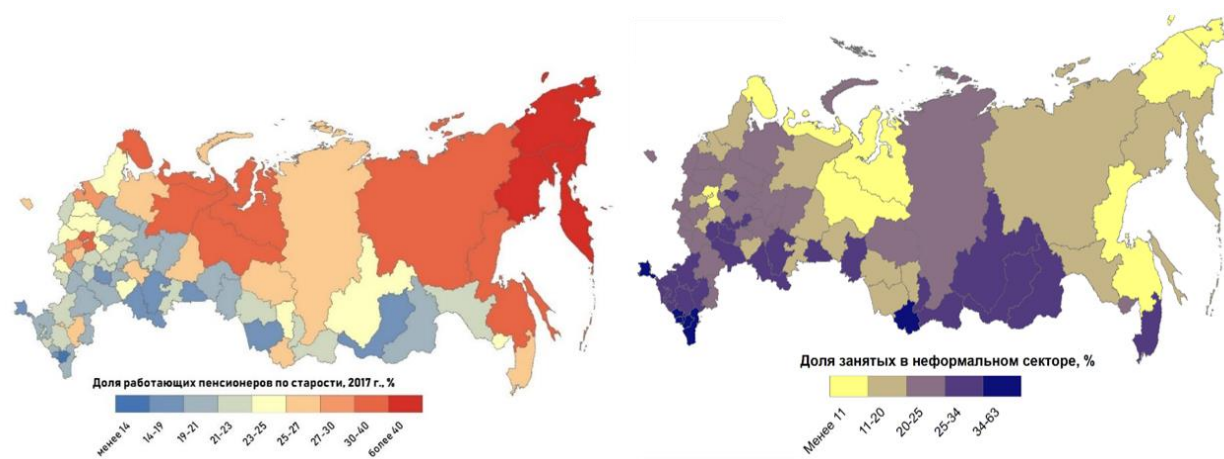 Доля работающих пенсионеров по старости, 2017 г., %
менее 14
14-19
19-21
21-23
23-25
25-27
27-30
30-40
более 40
Доля занятых в неформальном секторе, %
Менее 11
11-20
20-25
25-34
34-63